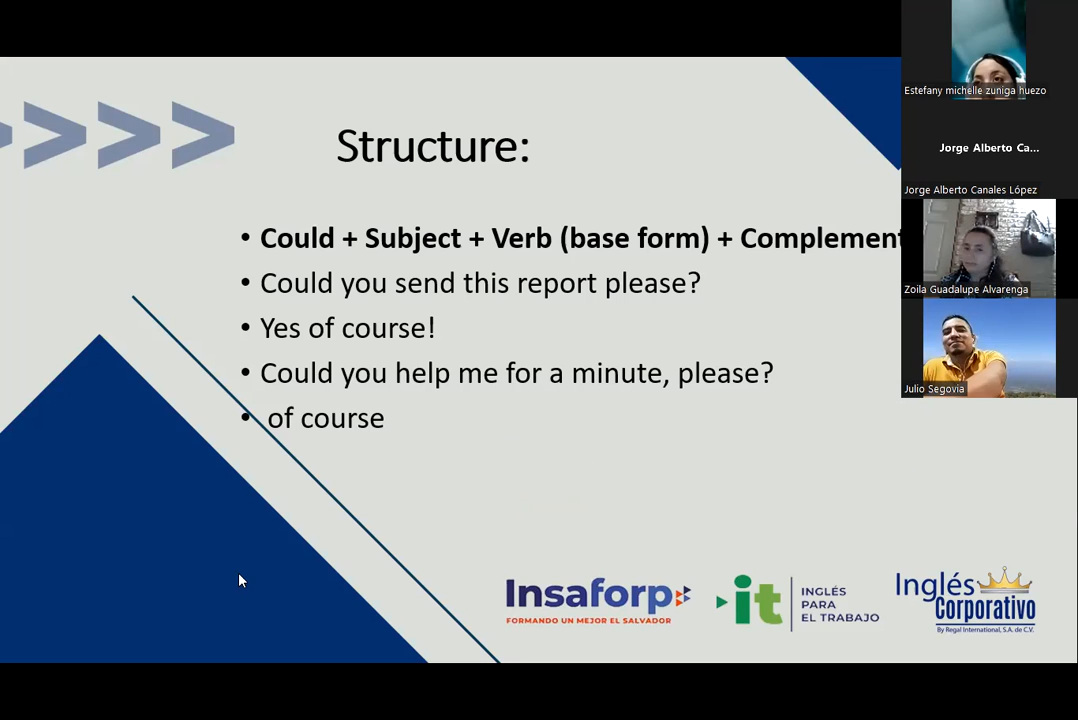 Structure:
• Could + Subject + Verb (base form) + Complement
• Could you send this report please?
• Yes of course!
• Could you help me for a minute, please?
• of course
Insaforp
FORMANDO UN MEJOR EL SALVADOR
it
INGLÉS
PARA
EL TRABAJO
Inglés
Corporativo
By Regal International, S.A. de C.V.
Estefany michelle zuniga huezo
Jorge Alberto Ca...
Jorge Alberto Canales López
Zoila Guadalupe Alvarenga
Julio Segovia